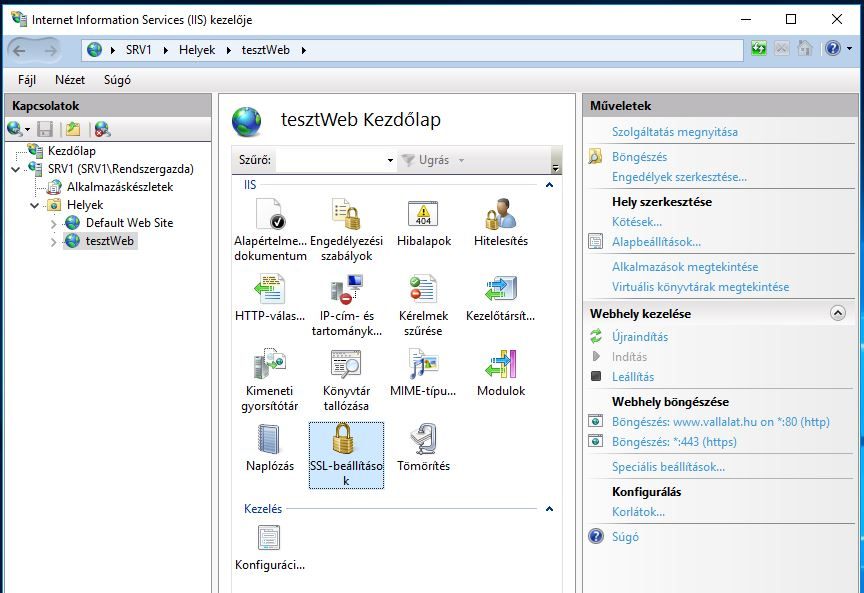 Internet Information Services (IIS) kezelője
SRV1 Helyek tesztWeb
Fájl Nézet Súgó
Kapcsolatok
Kezdőlap
SRV1 (SRV1\Rendszergazda)
Alkalmazáskészletek
Helyek
Default Web Site
tesztWeb
tesztWeb Kezdőlap
Szűrő: Ugrás
IIS
Alapértelme...
dokumentum
Engedélyezési
szabályok
404
Hibalapok
Hitelesítés
HTTP-válas...
IP-cím- és
tartományk...
Kérelmek
szűrése
Kezelőtársít...
Kimeneti
gyorsítótár
Könyvtár
tallózása
MIME-típu...
Modulok
Naplózás
SSL-beállításo
k
Tömörítés
Kezelés
Konfiguráci...
Műveletek
Szolgáltatás megnyitása
Böngészés
Engedélyek szerkesztése...
Hely szerkesztése
Kötések...
Alapbeállítások...
Alkalmazások megtekintése
Virtuális könyvtárak megtekintése
Webhely kezelése
Újraindítás
Indítás
Leállítás
Webhely böngészése
Böngészés: www.vallalat.hu on *:80 (http)
Böngészés: *:443 (https)
Speciális beállítások...
Konfigurálás
Korlátok...
Súgó